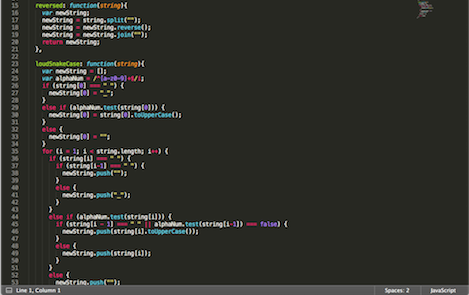 15 reversed: function(string){
16 var newString;
17 newString = string.split("");
18 newString = newString.reverse();
19 newString = newString.join("");
20 return newString;
21 },
22
23 loudSnakeCase: function(string){
24 var newString = [];
25 var alphaNum = /^[a-z0-9]+$/i;
26 if (string[0] === " ") {
27 newString[0] = "_";
28 }
29 else if (alphaNum.test(string[0])) {
30 newString[0] = string[0].toUpperCase();
31 }
32 else {
33 newString[0] = "";
34 }
35 for (i = 1; i < string.length; i++) {
36 if (string[i] === " ") {
37 if (string[i-1] === " ") {
38 newString.push("");
39 }
40 else {
41 newString.push("_");
42 }
43 }
44 else if (alphaNum.test(string[i])) {
45 if (string[i - 1] === " " || alphaNum.test(string[i-1]) === false) {
46 newString.push(string[i].toUpperCase());
47 }
48 else {
49 newString.push(string[i]);
50 }
51 }
52 else {
53 newString.push("");
Line 1, Column 1 Spaces: 2 JavaScript